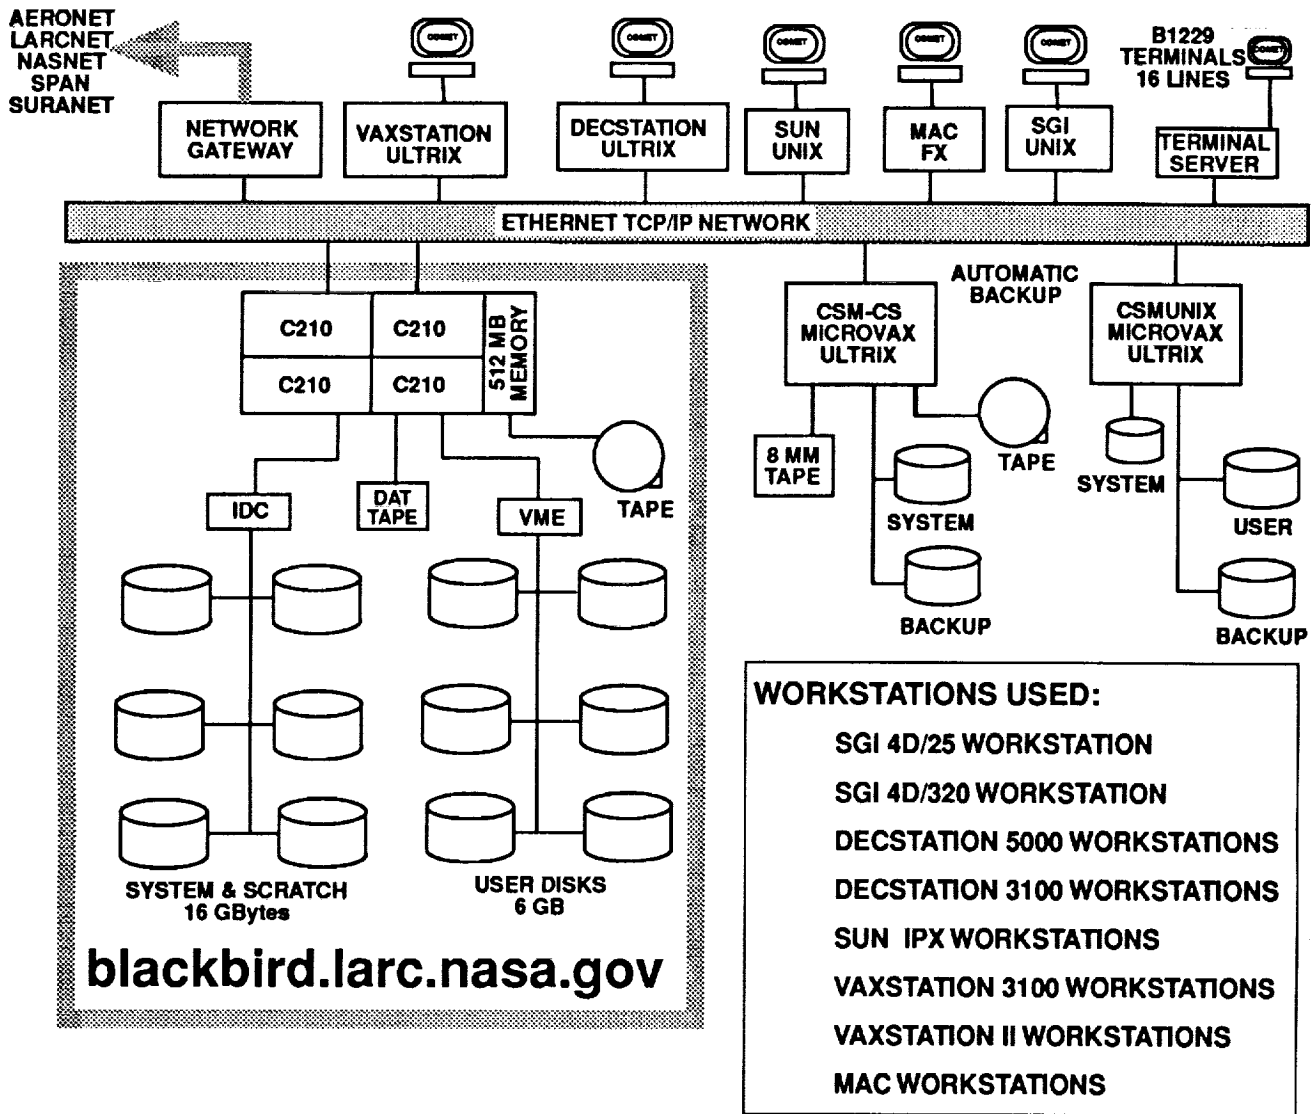 AERONET
LARCNET
NASNET
SPAN
SURANET
B1229
TERMINALS
16 LINES
NETWORK
GATEWAY
VAXSTATION
ULTRIX
DECSTATION
ULTRIX
SUN
UNIX
MAC
FX
SGI
UNIX
TERMINAL
SERVER
ETHERNET TCP/IP NETWORK
C210
C210
C210
C210
512 MB
MEMORY
IDC
DAT
TAPE
VME
TAPE
SYSTEM & SCRATCH
16 GBytes
USER DISKS
6 GB
blackbird.larc.nasa.gov
AUTOMATIC
BACKUP
CSM-CS
MICROVAX
ULTRIX
8 MM
TAPE
SYSTEM
BACKUP
TAPE
CSMUNIX
MICROVAX
ULTRIX
SYSTEM
USER
BACKUP
WORKSTATIONS USED:
SGI 4D/25 WORKSTATION
SGI 4D/320 WORKSTATION
DECSTATION 5000 WORKSTATIONS
DECSTATION 3100 WORKSTATIONS
SUN IPX WORKSTATIONS
VAXSTATION 3100 WORKSTATIONS
VAXSTATION II WORKSTATIONS
MAC WORKSTATIONS